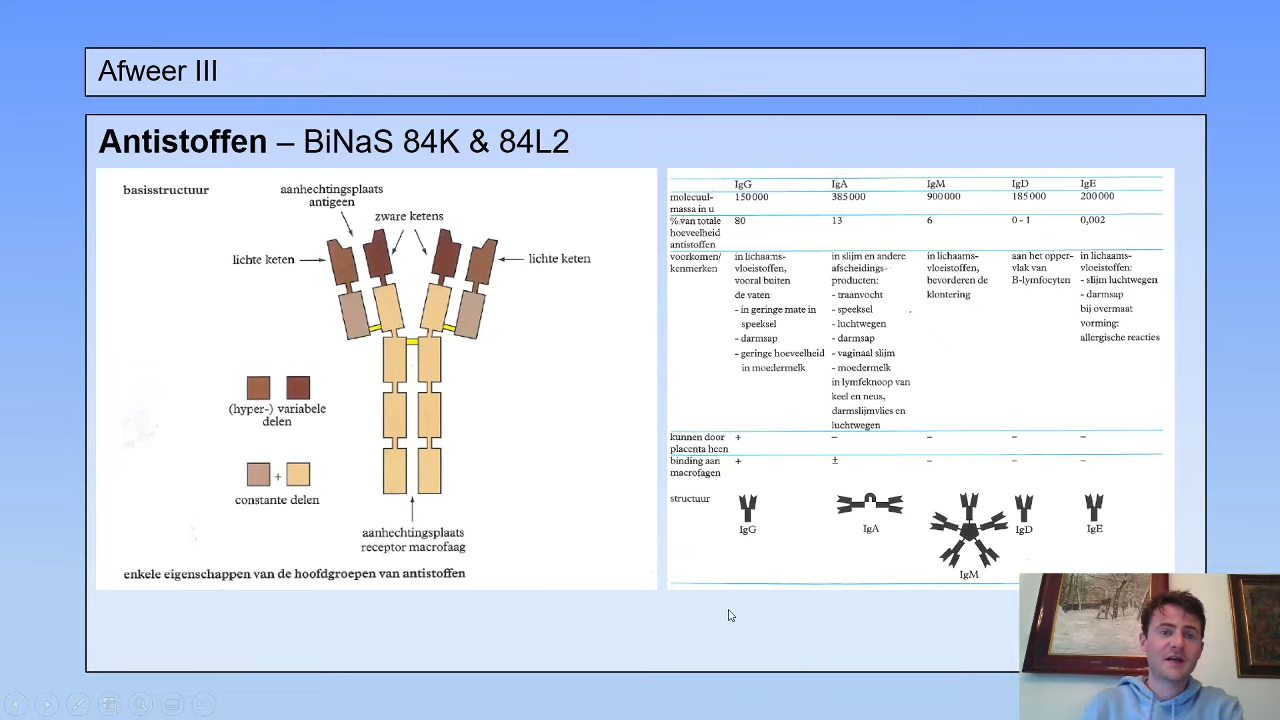 Afweer III
Antistoffen – BiNaS 84K & 84L2
basisstructuur
aanhechtingsplaats
antigeen
zware ketens
lichte keten
lichte keten
(hyper-) variabele
delen
+
constante delen
aanhechtingsplaats
receptor macrofaag
enkele eigenschappen van de hoofdgroepen van antistoffen
IgG IgA IgM IgD IgE
molecuul-
massa in u
150 000 385 000 900 000 185 000 200 000
% van totale
hoeveelheid
antistoffen
80 13 6 0 - 1 0,002
voorkomen/
kenmerken
in lichaams-
vloeistoffen,
vooral buiten
de vaten:
- in geringe mate in
speeksel
- darmsap
- geringe hoeveelheid
in moedermelk
in slijm en andere
afscheidings-
producten:
- traanvocht
- speeksel
- luchtwegen
- darmsap
- vaginaal slijm
- moedermelk
in lymfeknoop van
keel en neus,
darmslijmvlies en
luchtwegen
in lichaams-
vloeistoffen,
bevorderen de
klontering
aan het opper-
vlak van
B-lymfocyten
in lichaams-
vloeistoffen:
- slijm luchtwegen
- darmsap
bij overmaat
vorming:
allergische reacties
kunnen door
placenta heen
+ – – – –
binding aan
macrofagen
+ ± – – –
structuur
IgG
IgA
IgM
IgD
IgE